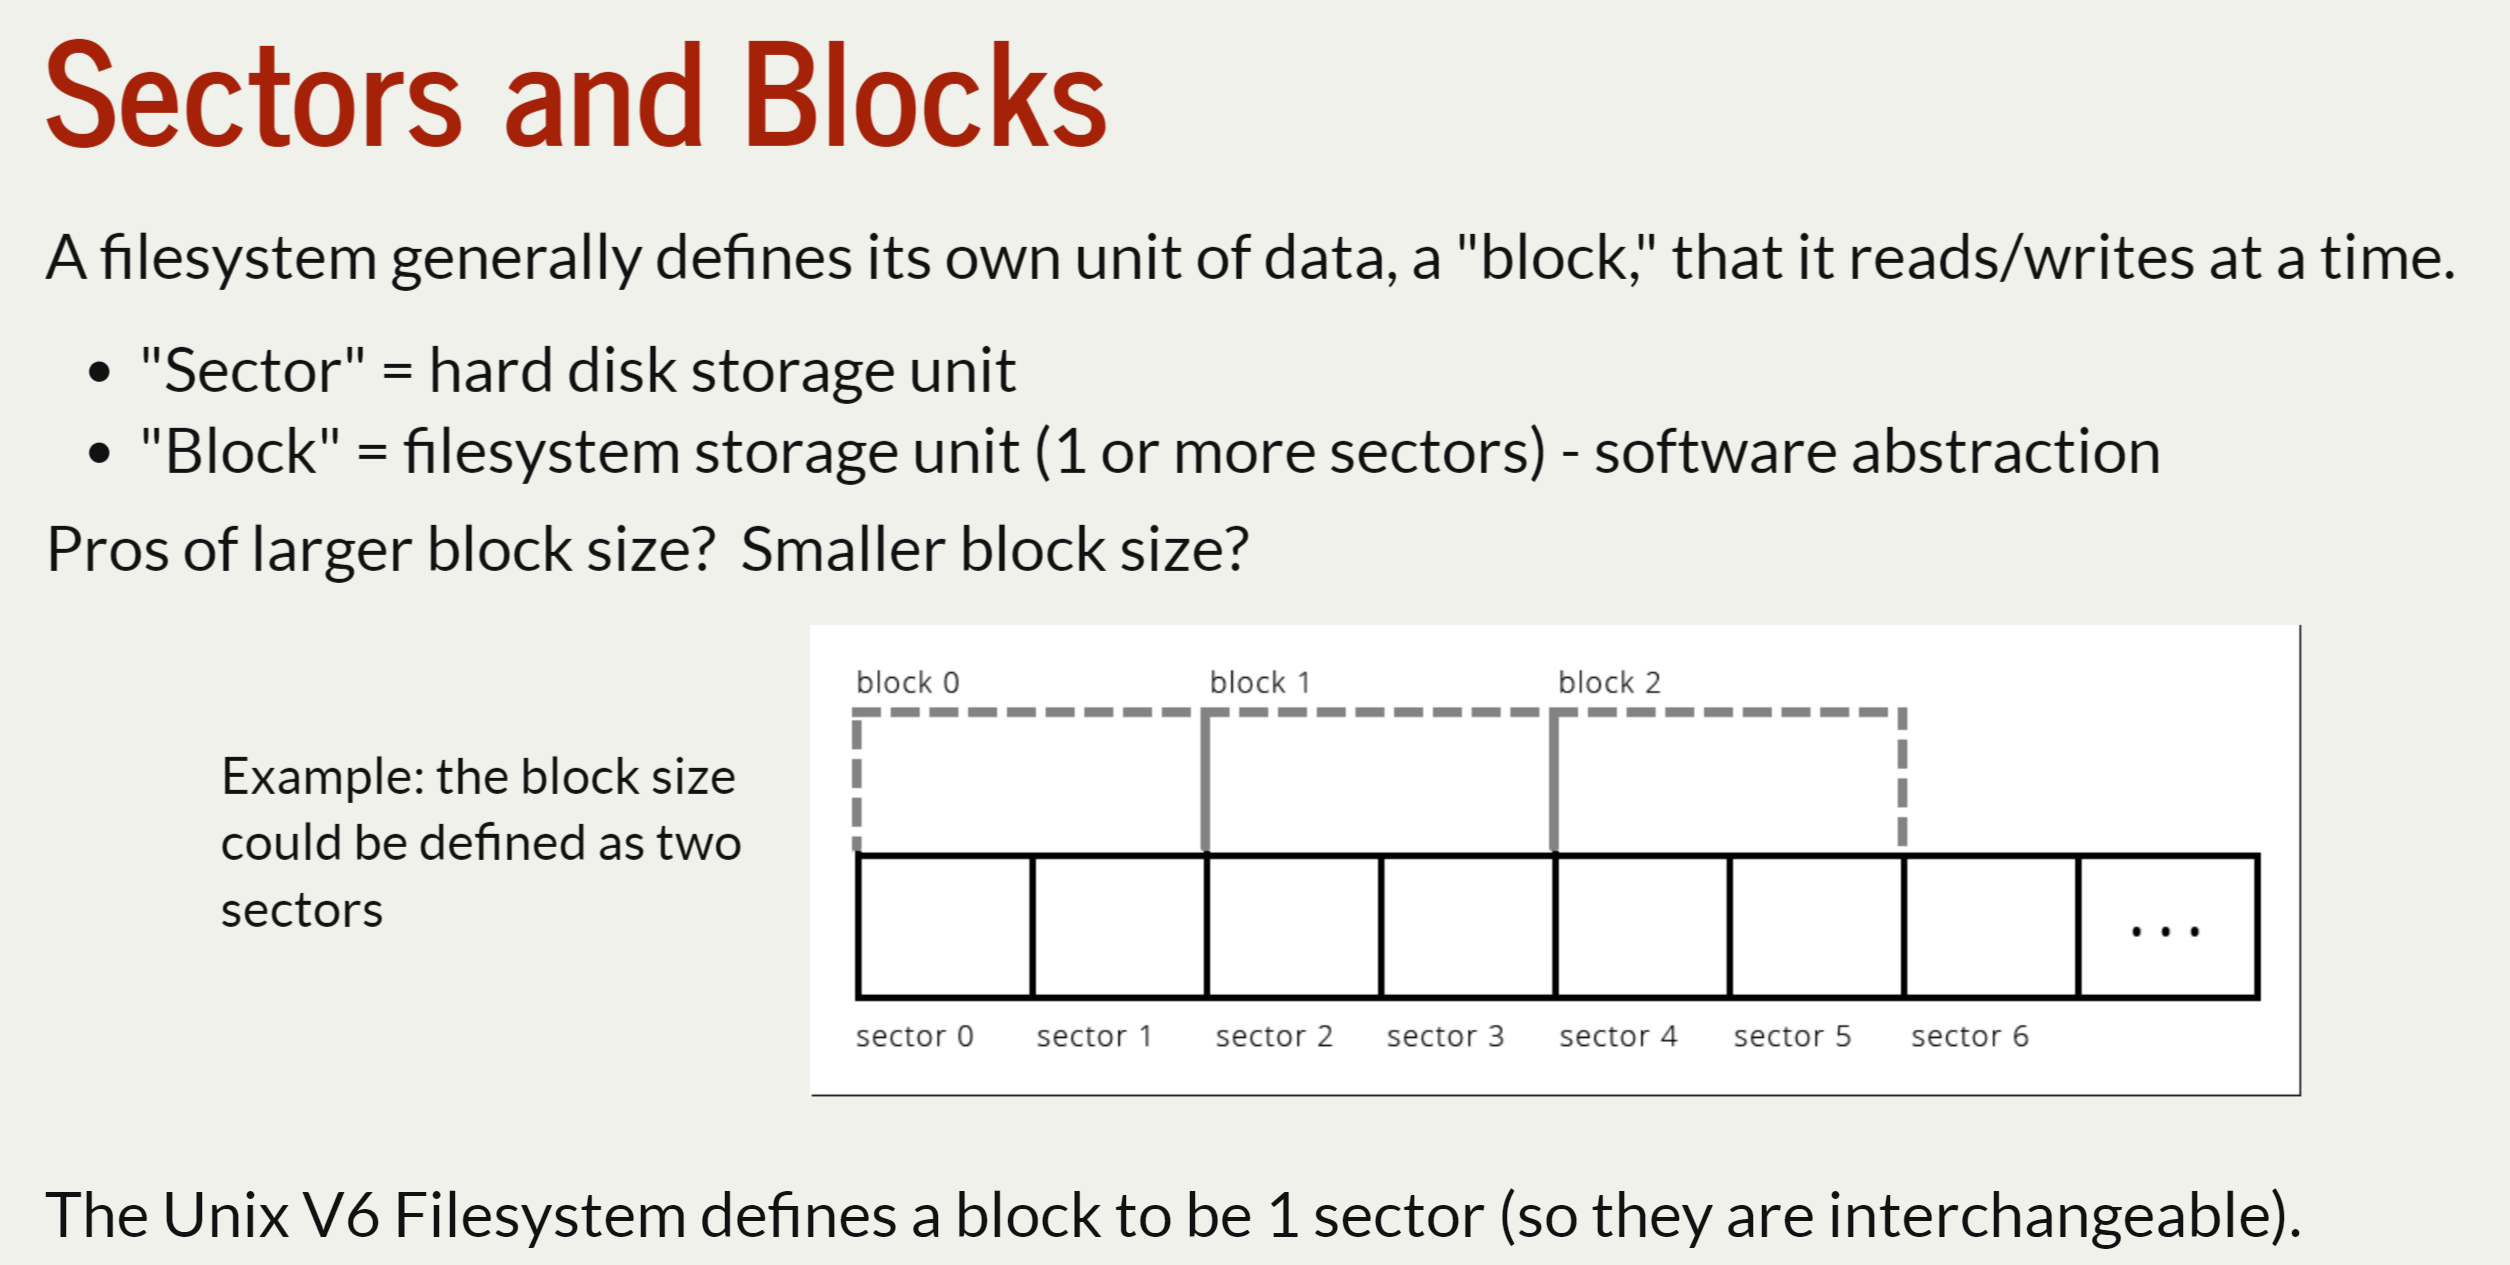 Sectors and Blocks
A filesystem generally defines its own unit of data, a "block," that it reads/writes at a time.
• "Sector" = hard disk storage unit
• "Block" = filesystem storage unit (1 or more sectors) - software abstraction
Pros of larger block size?  Smaller block size?
Example: the block size
could be defined as two
sectors
block 0 block 1 block 2
...
sector 0 sector 1 sector 2 sector 3 sector 4 sector 5 sector 6
The Unix V6 Filesystem defines a block to be 1 sector (so they are interchangeable).